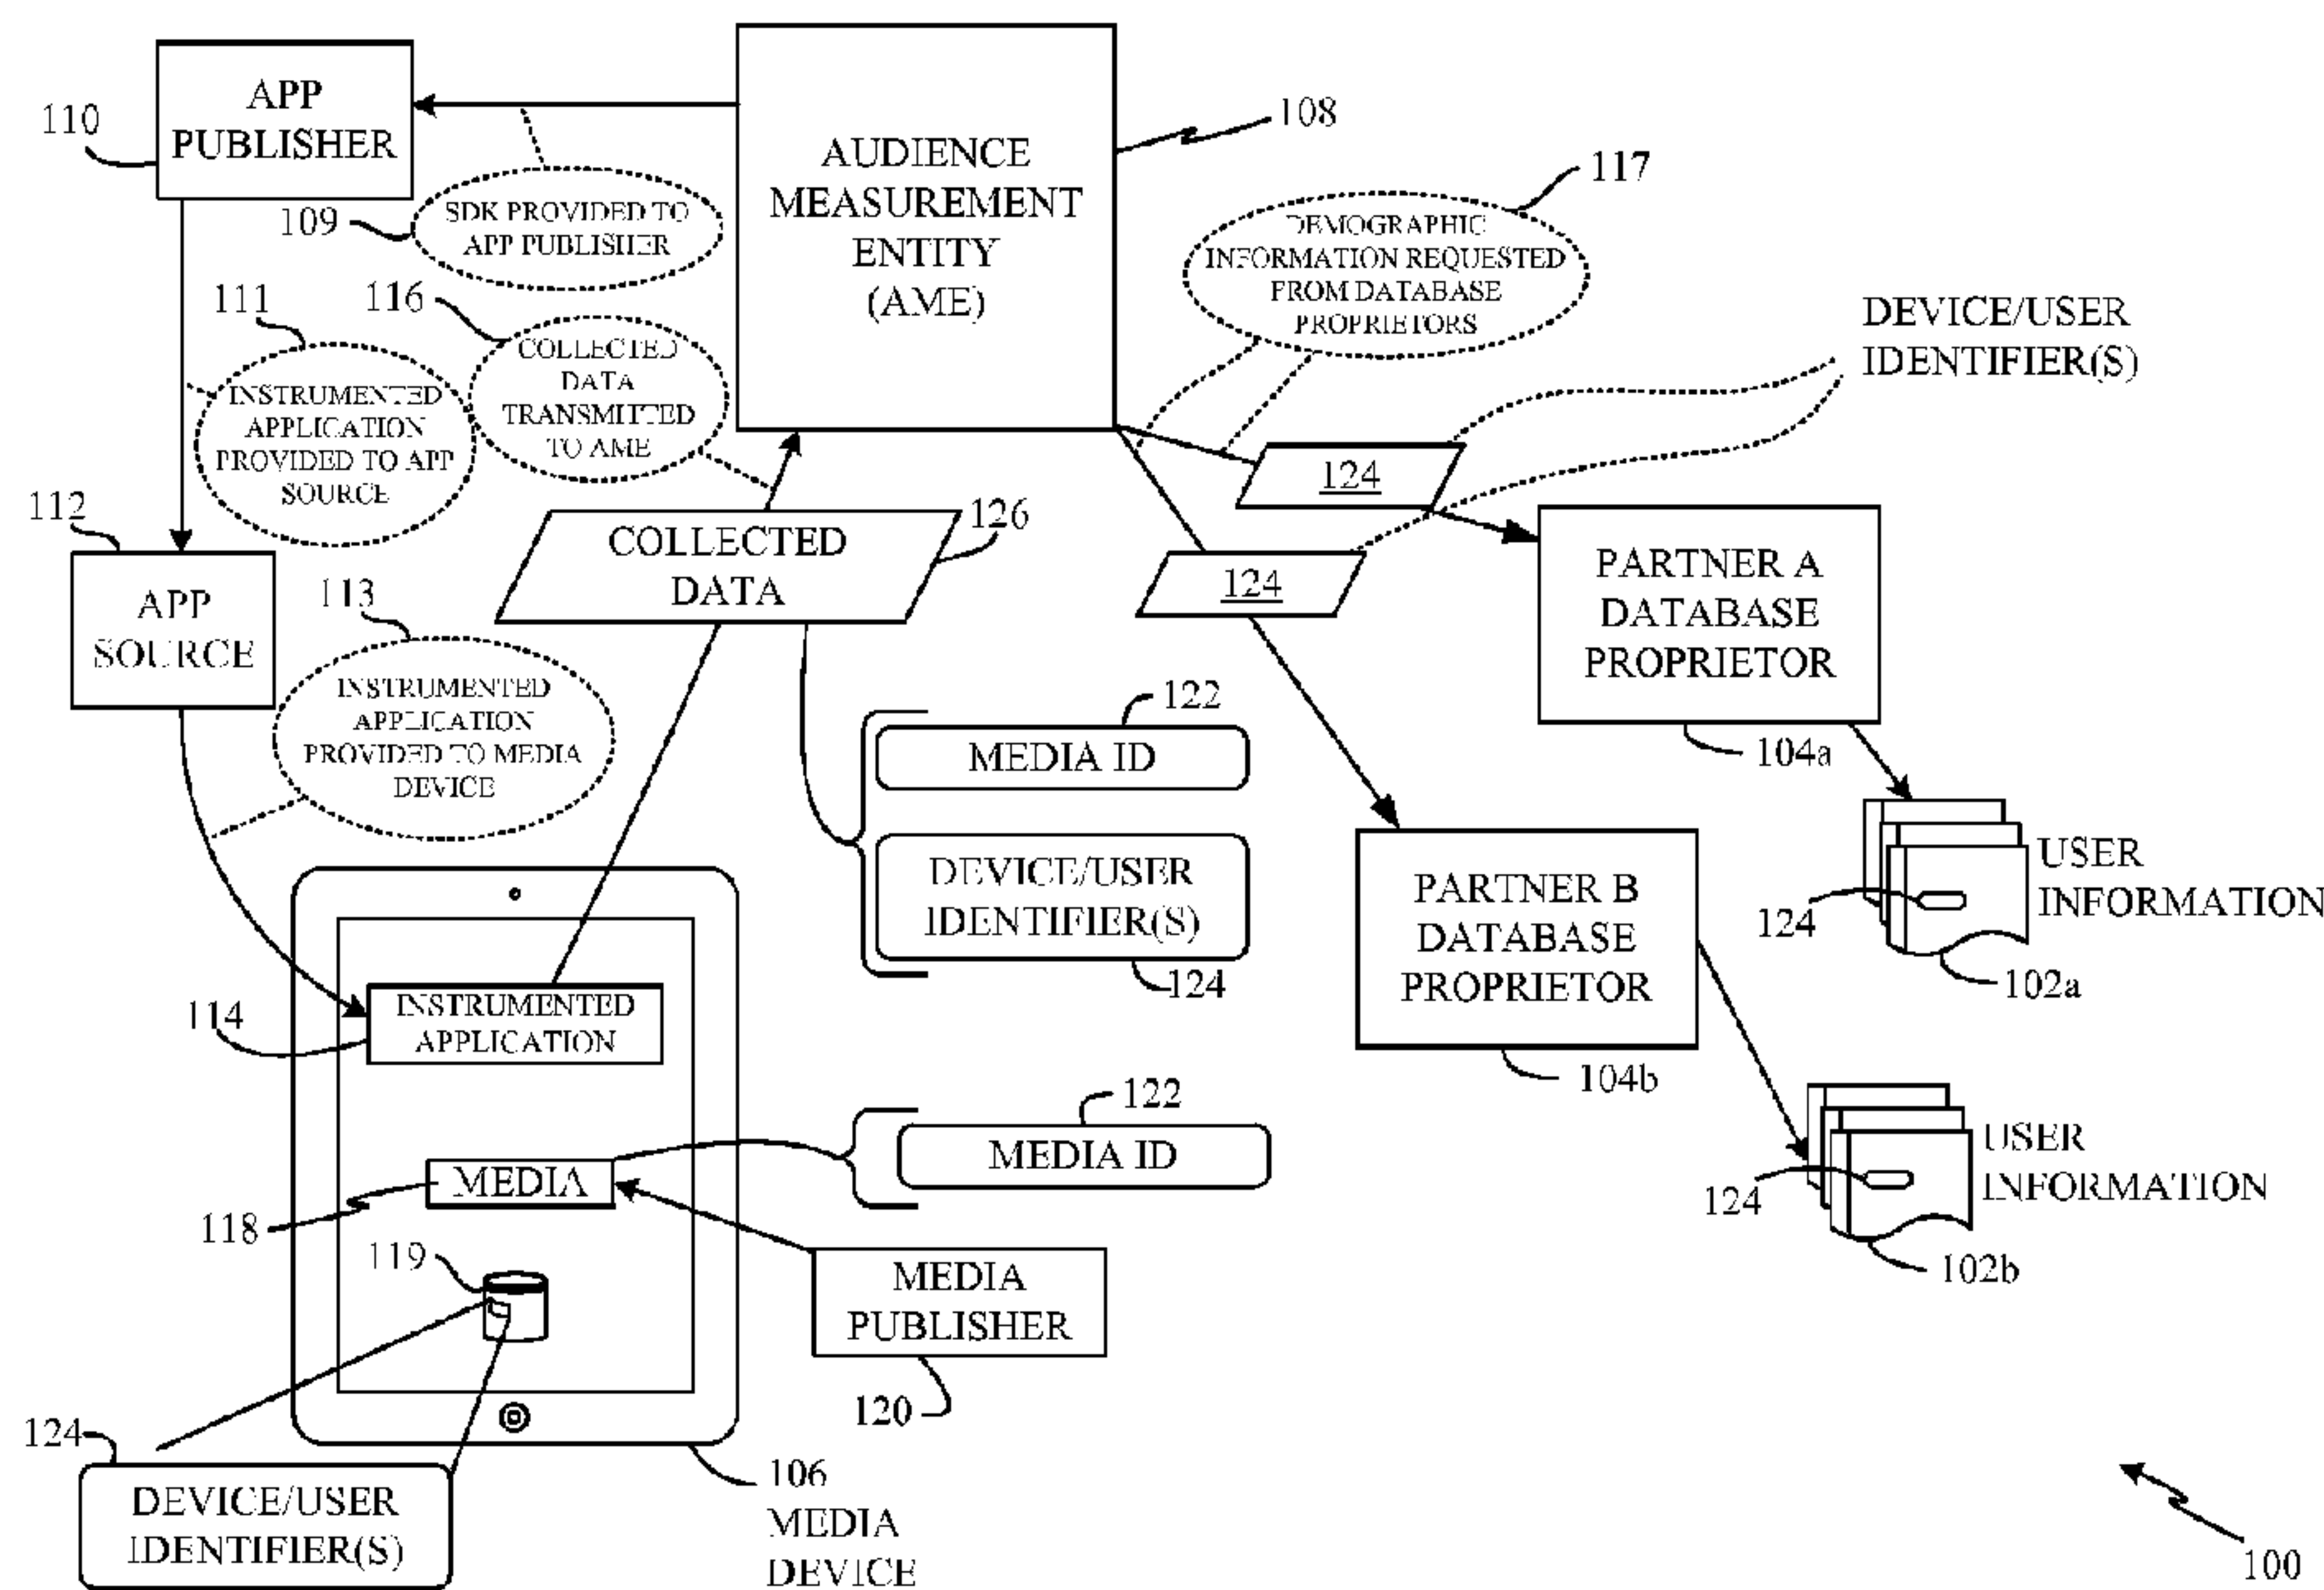 APP
PUBLISHER
110
AUDIENCE
MEASUREMENT
ENTITY
(AME)
108
109
SDK PROVIDED TO
APP PUBLISHER
117
DEMOGRAPHIC
INFORMATION REQUESTED
FROM DATABASE
PROPRIETORS
111
INSTRUMENTED
APPLICATION
PROVIDED TO APP
SOURCE
116
COLLECTED
DATA
TRANSMITTED
TO AME
DEVICE/USER
IDENTIFIER(S)
124
124
112
APP
SOURCE
COLLECTED
DATA
126
PARTNER A
DATABASE
PROPRIETOR
104a
113
INSTRUMENTED
APPLICATION
PROVIDED TO MEDIA
DEVICE
122
MEDIA ID
DEVICE/USER
IDENTIFIER(S)
124
PARTNER B
DATABASE
PROPRIETOR
104b
USER
INFORMATION
124
102a
114
INSTRUMENTED
APPLICATION
122
MEDIA ID
MEDIA
118
USER
INFORMATION
124
102b
119
MEDIA
PUBLISHER
120
124
DEVICE/USER
IDENTIFIER(S)
106
MEDIA
DEVICE
100